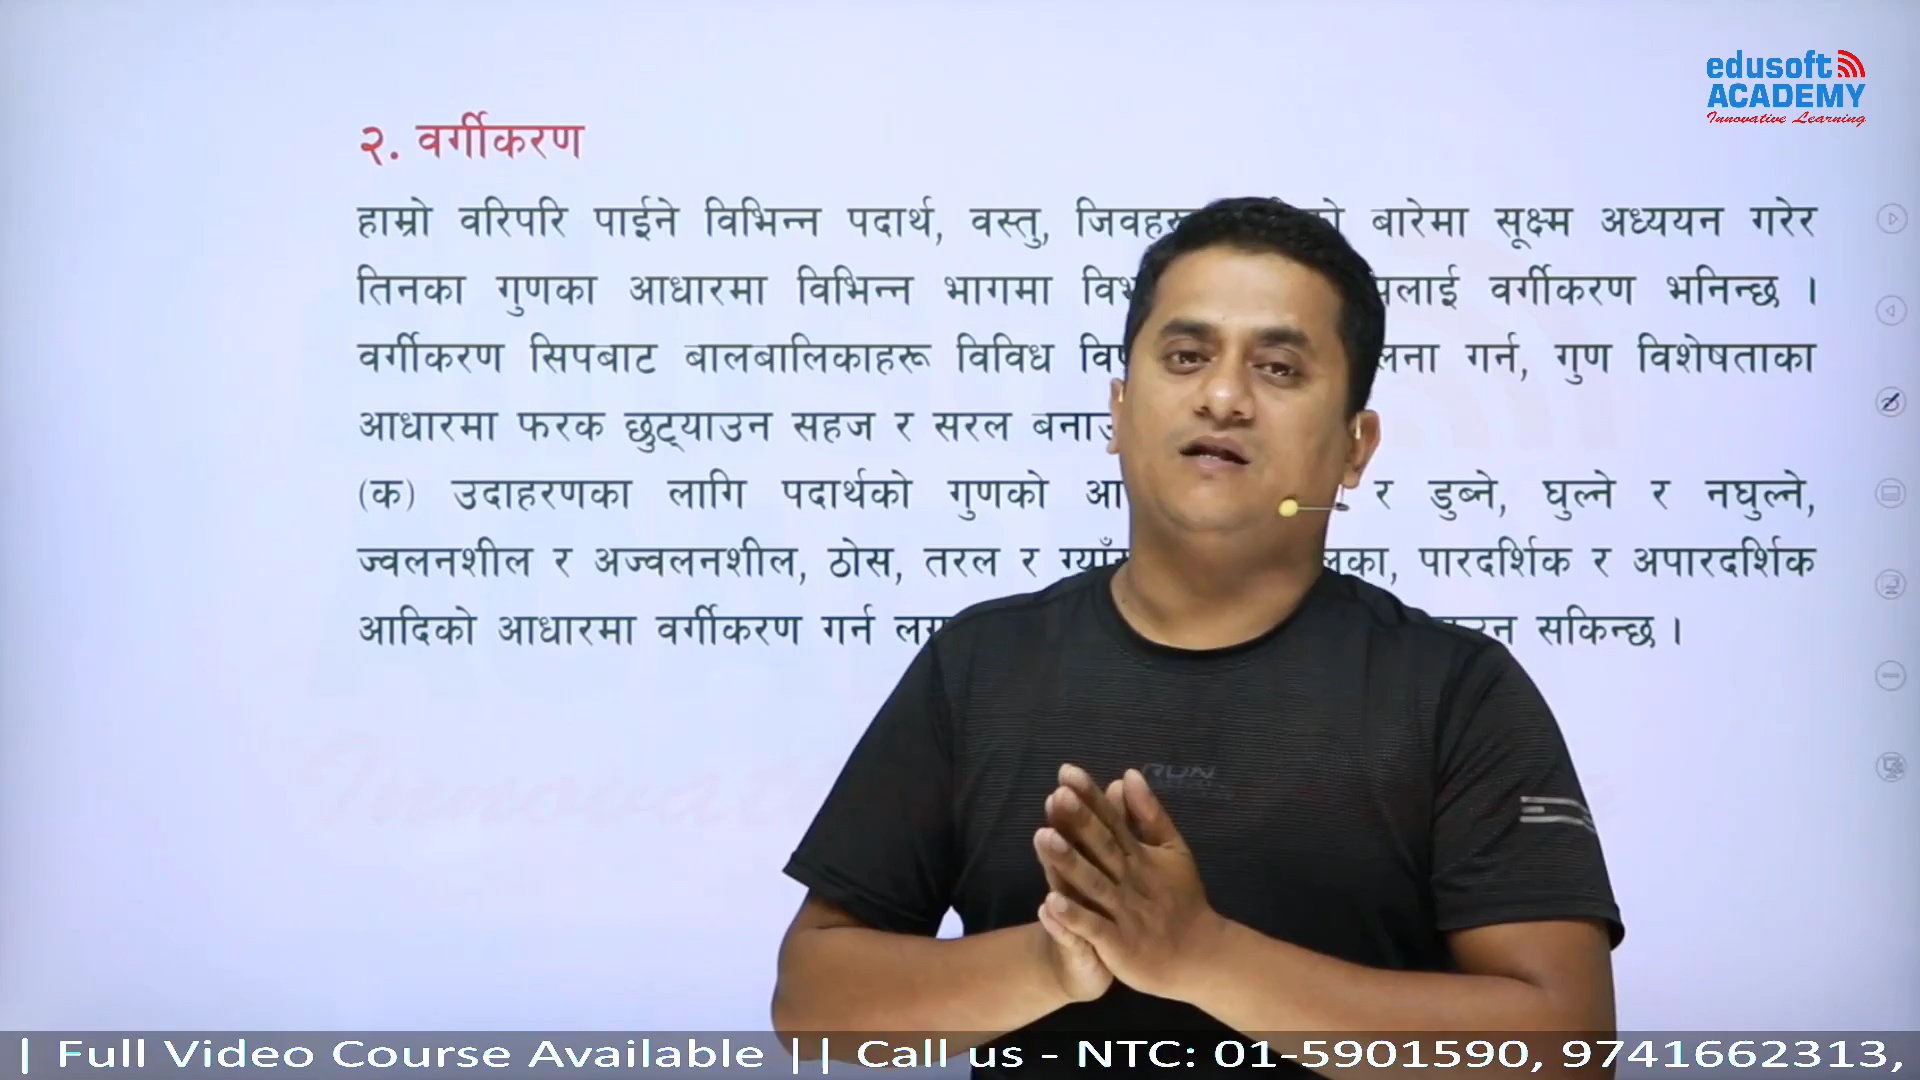 edusoft
ACADEMY
Innovative Learning
२. वर्गीकरण
हाम्रो वरिपरि पाईने विभिन्न पदार्थ, वस्तु, बारेमा सूक्ष्म अध्ययन गरेर
तिनका गुणका आधारमा विभिन्न भागमा वर्गीकरण भनिन्छ ।
वर्गीकरण सिपबाट बालबालिकाहरू विविध गर्न, गुण विशेषताका
आधारमा फरक छुट्याउन सहज र सरल
(क) उदाहरणका लागि पदार्थको गुणको र डुब्ने, घुल्ने र नघुल्ने,
ज्वलनशील र अज्वलनशील, ठोस, तरल र पारदर्शिक र अपारदर्शिक
आदिको आधारमा वर्गीकरण गर्न सकिन्छ ।
RUN
| Full Video Course Available || Call us - NTC: 01-5901590, 9741662313,